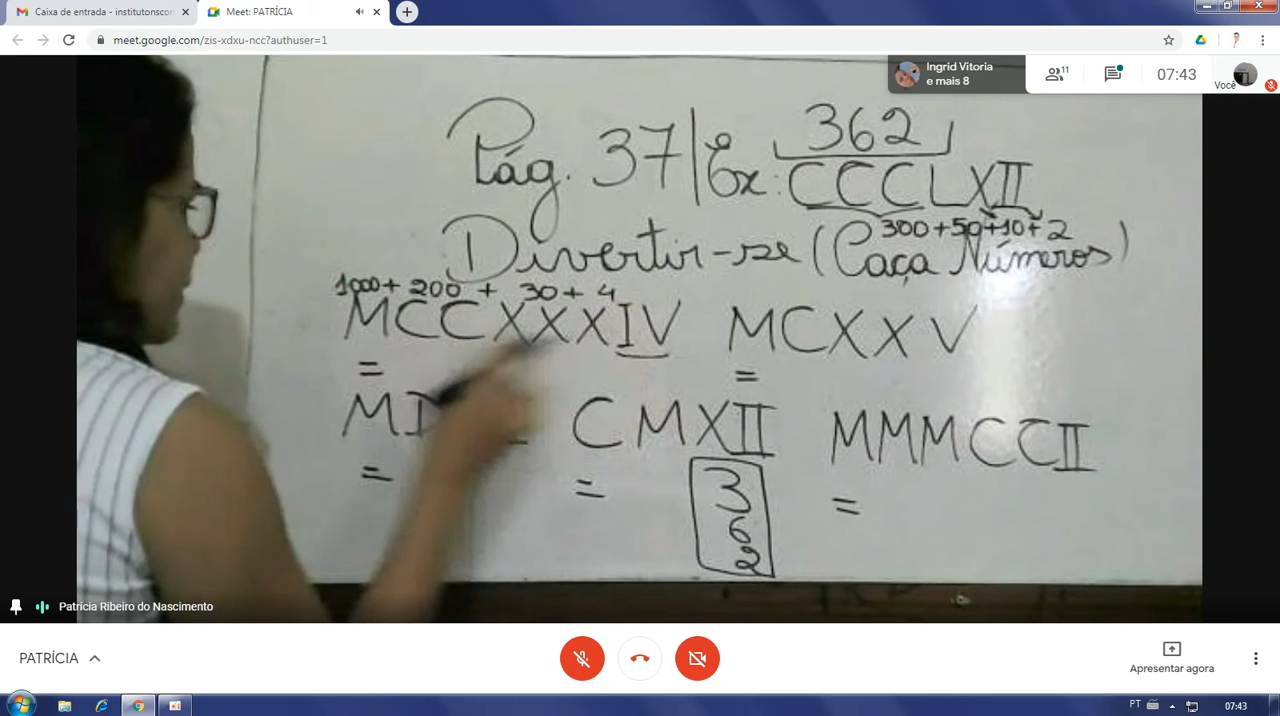 Caixa de entrada - institutonscon
Meet: PATRÍCIA
meet.google.com/zis-xdxu-ncc?authuser=1
Ingrid Vitoria
e mais 8
11
07:43
Você
362
Pág. 37 | Ex: CCCLXII
300+50+10+2
Divertir-se (Caça Números)
1000+ 200 + 30+ 4
MCCXXXIV MCXXV
= =
M CMXII MMMCCII
= = =
3
6
2
Patrícia Ribeiro do Nascimento
PATRÍCIA
Apresentar agora
PT
07:43